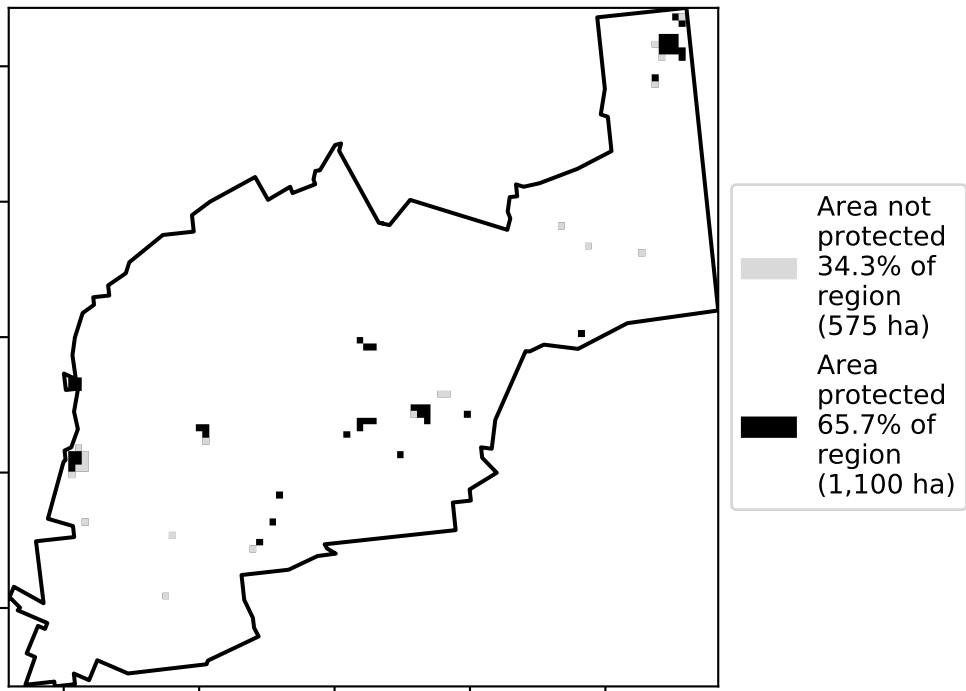 Area not
protected
34.3% of
region
(575 ha)
Area
protected
65.7% of
region
(1,100 ha)